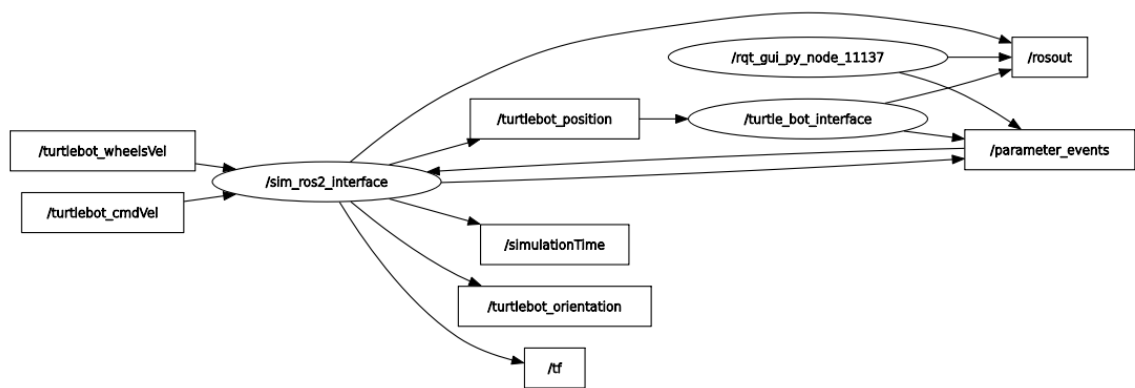 /rqt_gui_py_node_11137
/rosout
/turtlebot_position
/turtle_bot_interface
/turtlebot_wheelsVel
/parameter_events
/sim_ros2_interface
/turtlebot_cmdVel
/simulationTime
/turtlebot_orientation
/tf